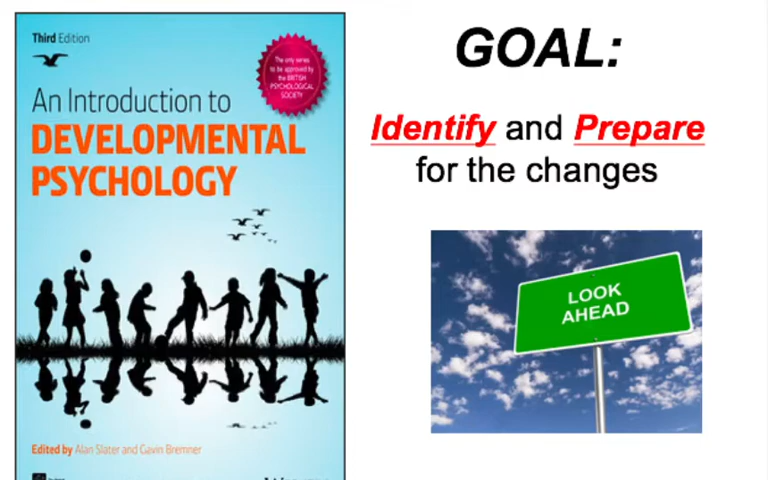 Third Edition
The only series
to be approved by
the BRITISH
PSYCHOLOGICAL
SOCIETY
An Introduction to
DEVELOPMENTAL
PSYCHOLOGY
Edited by Alan Slater and Gavin Bremner
GOAL:
Identify and Prepare
for the changes
LOOK
AHEAD